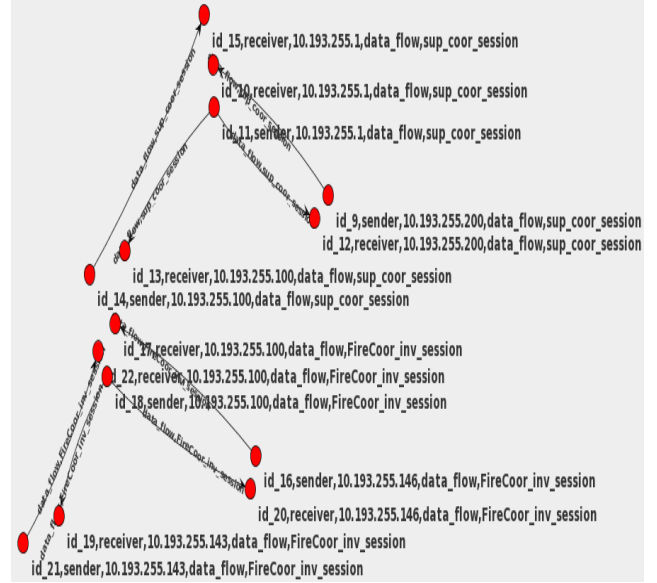 id_15,receiver,10.193.255.1,data_flow,sup_coor_session
id_10,receiver,10.193.255.1,data_flow,sup_coor_session
id_11,sender,10.193.255.1,data_flow,sup_coor_session
data_flow,sup_coor_session
data_flow,sup_coor_session
id_9,sender,10.193.255.200,data_flow,sup_coor_session
id_12,receiver,10.193.255.200,data_flow,sup_coor_session
id_13,receiver,10.193.255.100,data_flow,sup_coor_session
id_14,sender,10.193.255.100,data_flow,sup_coor_session
id_17,receiver,10.193.255.100,data_flow,FireCoor_inv_session
id_22,receiver,10.193.255.100,data_flow,FireCoor_inv_session
id_18,sender,10.193.255.100,data_flow,FireCoor_inv_session
data_flow,FireCoor_inv_session
data_flow,FireCoor_inv_session
id_16,sender,10.193.255.146,data_flow,FireCoor_inv_session
id_20,receiver,10.193.255.146,data_flow,FireCoor_inv_session
id_19,receiver,10.193.255.143,data_flow,FireCoor_inv_session
id_21,sender,10.193.255.143,data_flow,FireCoor_inv_session